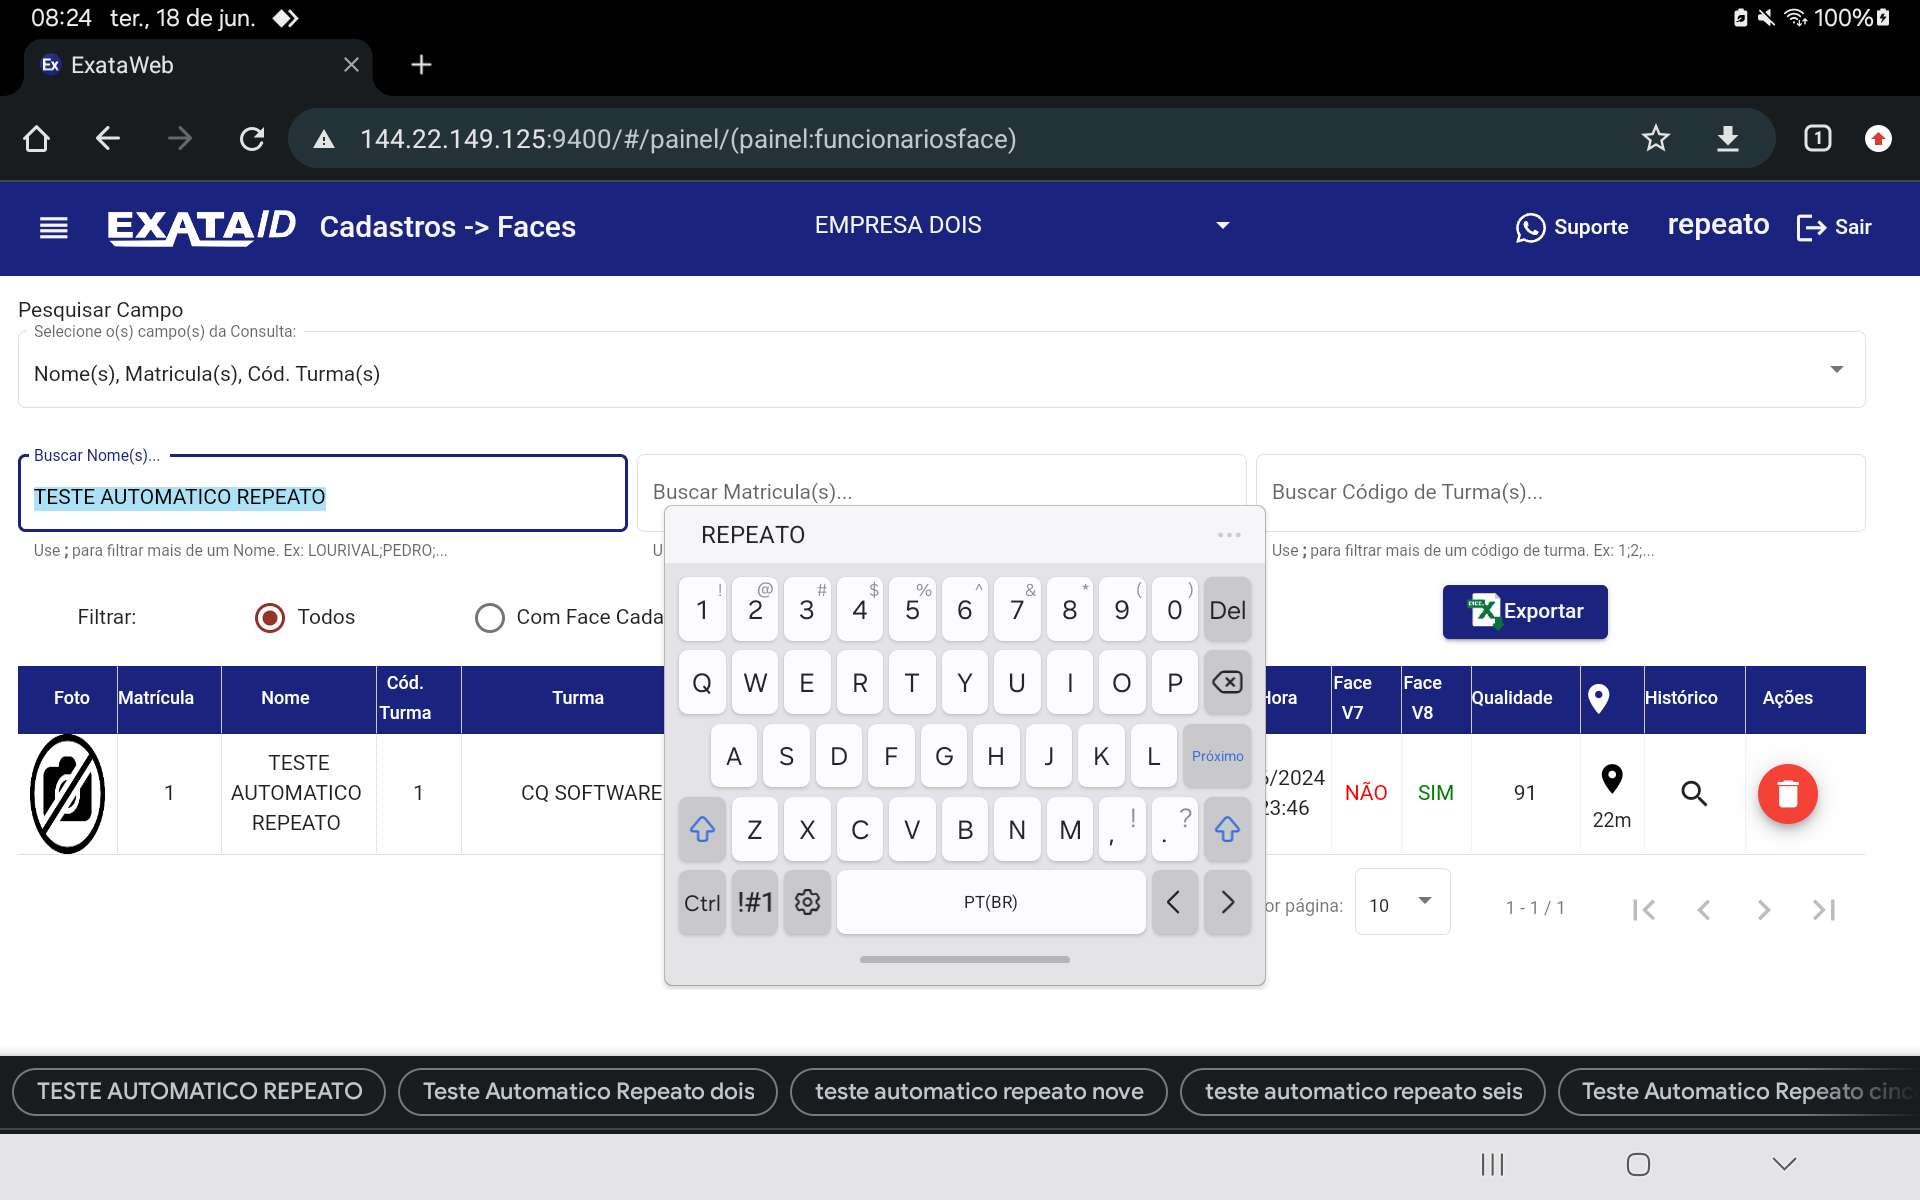 08:24 ter., 18 de jun. 100%
Ex ExataWeb
144.22.149.125:9400/#/painel/(painel:funcionariosface) 1
EXATA/ID Cadastros -> Faces EMPRESA DOIS Suporte repeato Sair
Pesquisar Campo
Selecione o(s) campo(s) da Consulta:
Nome(s), Matricula(s), Cód. Turma(s)
Buscar Nome(s)...
TESTE AUTOMATICO REPEATO Buscar Matricula(s)... Buscar Código de Turma(s)...
Use ; para filtrar mais de um Nome. Ex: LOURIVAL;PEDRO;... U Use ; para filtrar mais de um código de turma. Ex: 1;2;...
Filtrar: Todos Com Face Cada Exportar
Foto Matrícula Nome Cód. Turma Turma Hora Face V7 Face V8 Qualidade Histórico Ações
1 TESTE AUTOMATICO REPEATO 1 CQ SOFTWARE 6/2024 23:46 NÃO SIM 91 22m
or página: 10 1 - 1 / 1
REPEATO ...
! @ # $ % ^ & * ( )
1 2 3 4 5 6 7 8 9 0 Del
Q W E R T Y U I O P
A S D F G H J K L Próximo
Z X C V B N M , ! . ?
Ctrl !#1 PT(BR) < >
TESTE AUTOMATICO REPEATO Teste Automatico Repeato dois teste automatico repeato nove teste automatico repeato seis Teste Automatico Repeato cinc